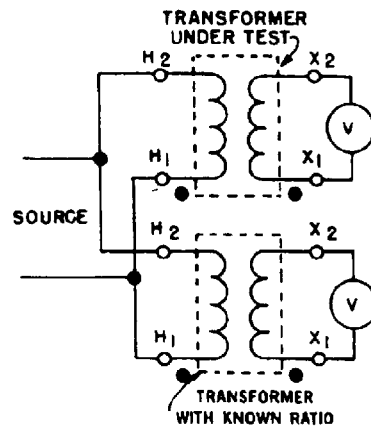 TRANSFORMER
UNDER TEST
H2
X2
V
H1
X1
SOURCE
H2
X2
V
H1
X1
TRANSFORMER
WITH KNOWN RATIO